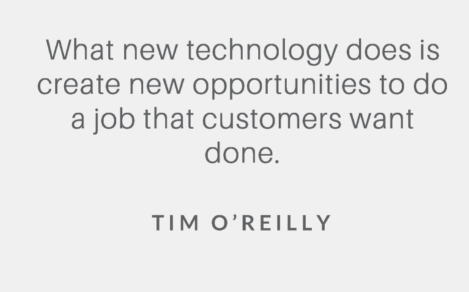 What new technology does is
create new opportunities to do
a job that customers want
done.
TIM O’REILLY